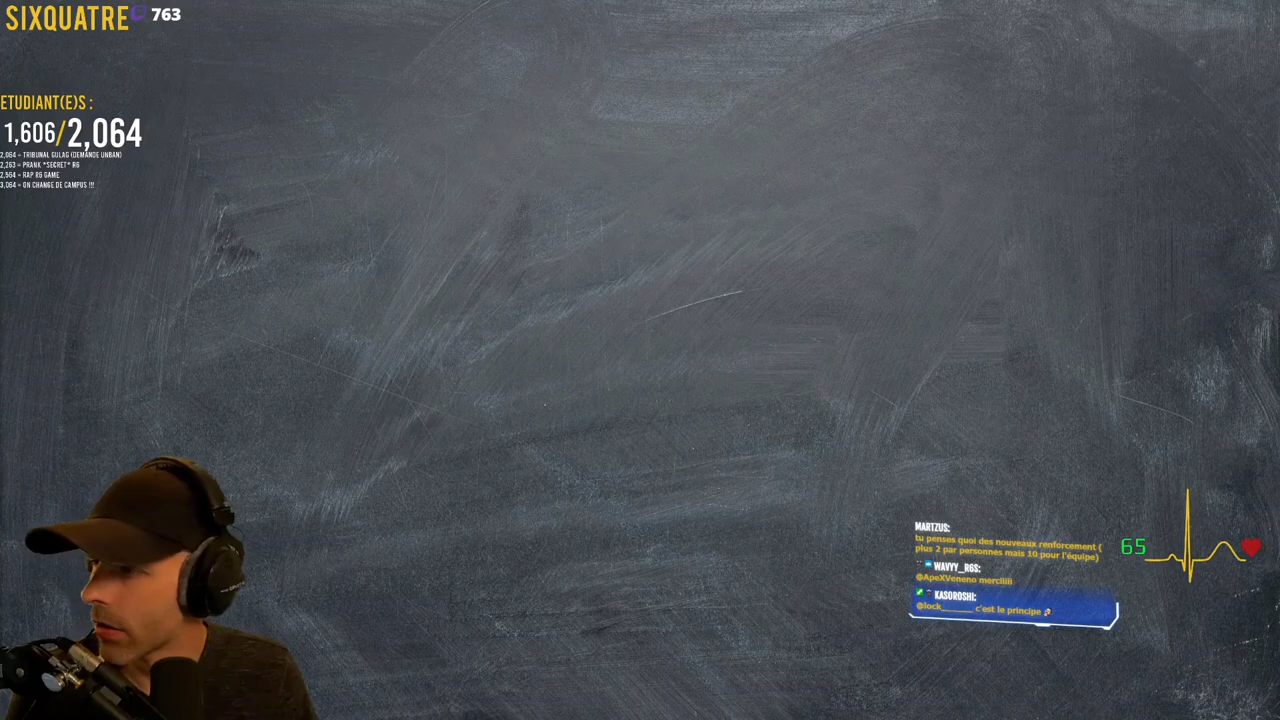 SIXQUATRE 763
ETUDIANT(E)S :
1,606/2,064
2,064 = TRIBUNAL GULAG (DEMANDE UNBAN)
2,263 = PRANK *SECRET* R6
2,564 = RAP R6 GAME
3,064 = ON CHANGE DE CAMPUS !!!
MARTZUS:
tu penses quoi des nouveaux renforcement (
plus 2 par personnes mais 10 pour l'équipe)
WAVYY_R6S:
@ApeXVeneno merciiiii
KASOROSHI:
@lock_______ c'est le principe
65